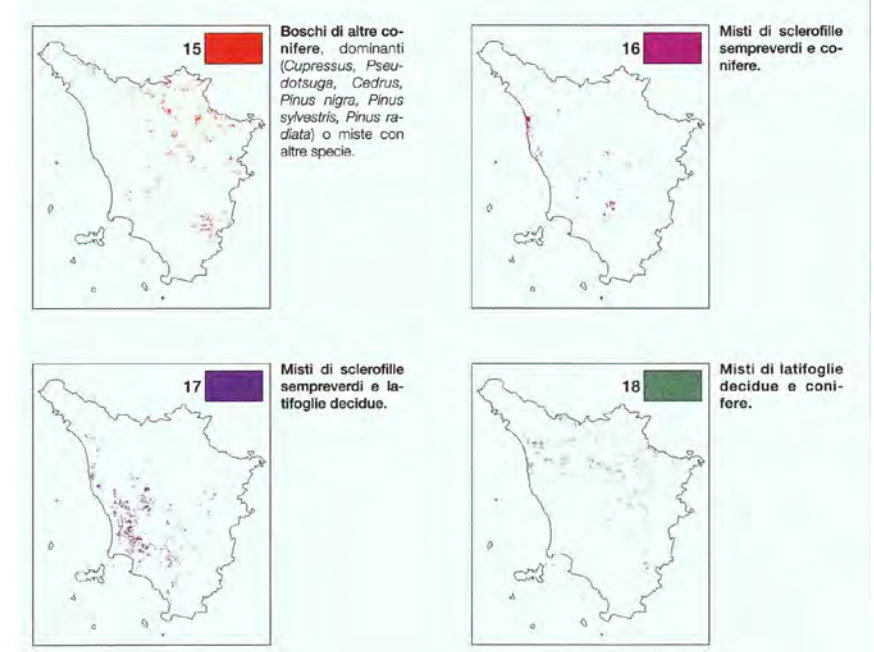 15
Boschi di altre co-
nifere, dominanti
(Cupressus, Pseu-
dotsuga, Cedrus,
Pinus nigra, Pinus
sylvestris, Pinus ra-
diata) o miste con
altre specie.
16
Misti di sclerofille
sempreverdi e co-
nifere.
17
Misti di sclerofille
sempreverdi e la-
tifoglie decidue.
18
Misti di latifoglie
decidue e coni-
fere.